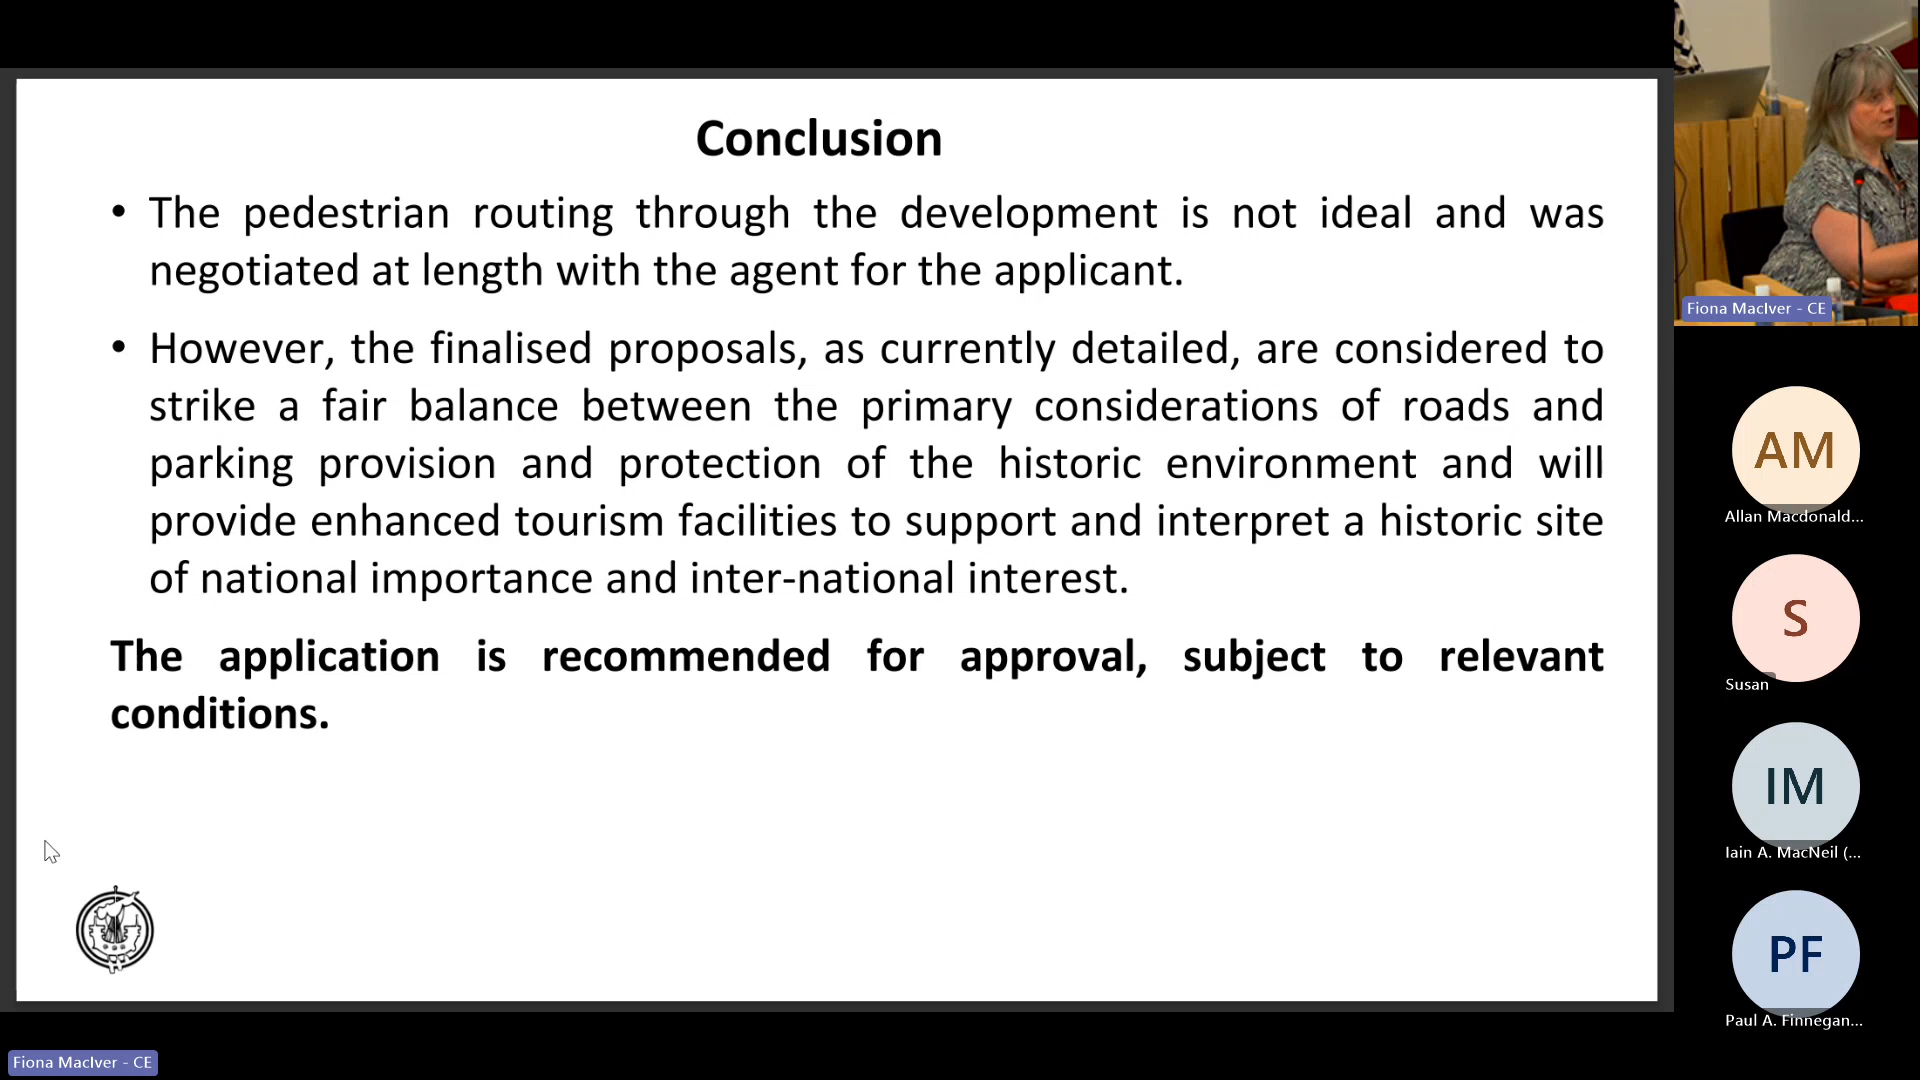 Conclusion
• The pedestrian routing through the development is not ideal and was
negotiated at length with the agent for the applicant.
• However, the finalised proposals, as currently detailed, are considered to
strike a fair balance between the primary considerations of roads and
parking provision and protection of the historic environment and will
provide enhanced tourism facilities to support and interpret a historic site
of national importance and inter-national interest.
The application is recommended for approval, subject to relevant
conditions.
Fiona MacIver - CE
AM
Allan Macdonald...
S
Susan
IM
Iain A. MacNeil (...
PF
Paul A. Finnegan...
Fiona MacIver - CE